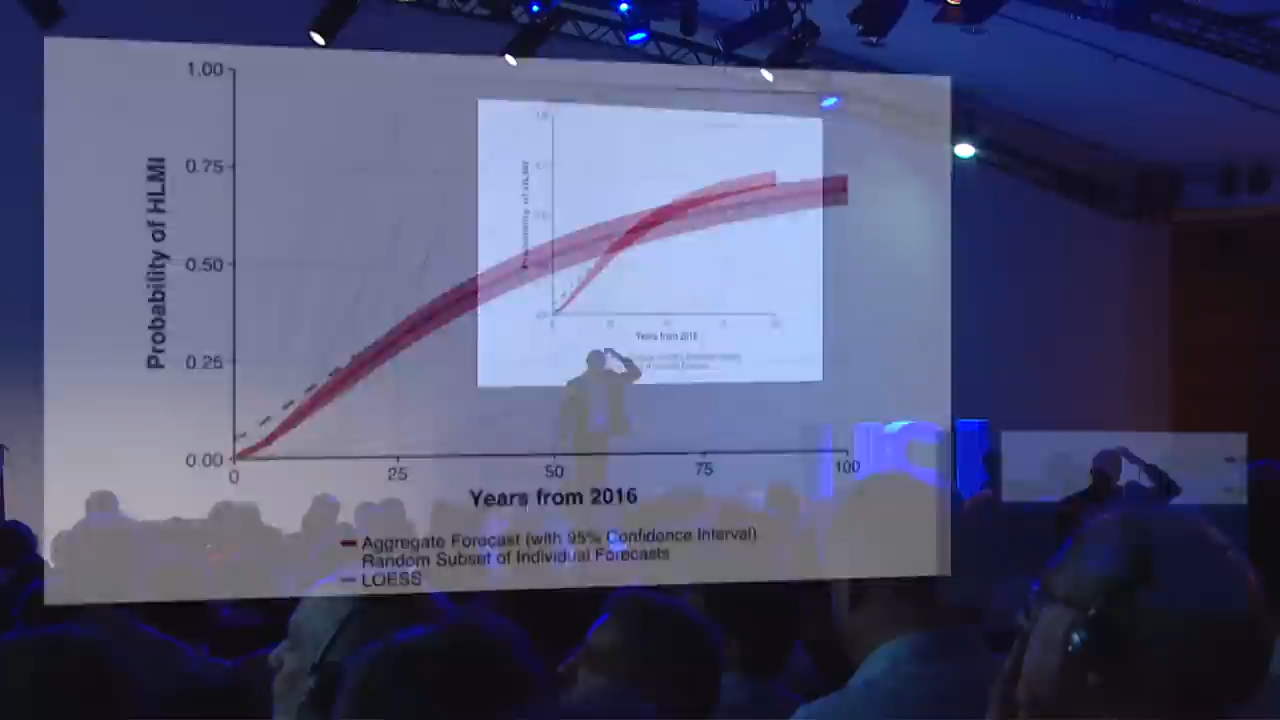 1.00
0.75
0.50
0.25
0.00
0
25
50
75
100
Probability of HLMI
Years from 2016
Aggregate Forecast (with 95% Confidence Interval)
Random Subset of Individual Forecasts
LOESS
Years from 2016